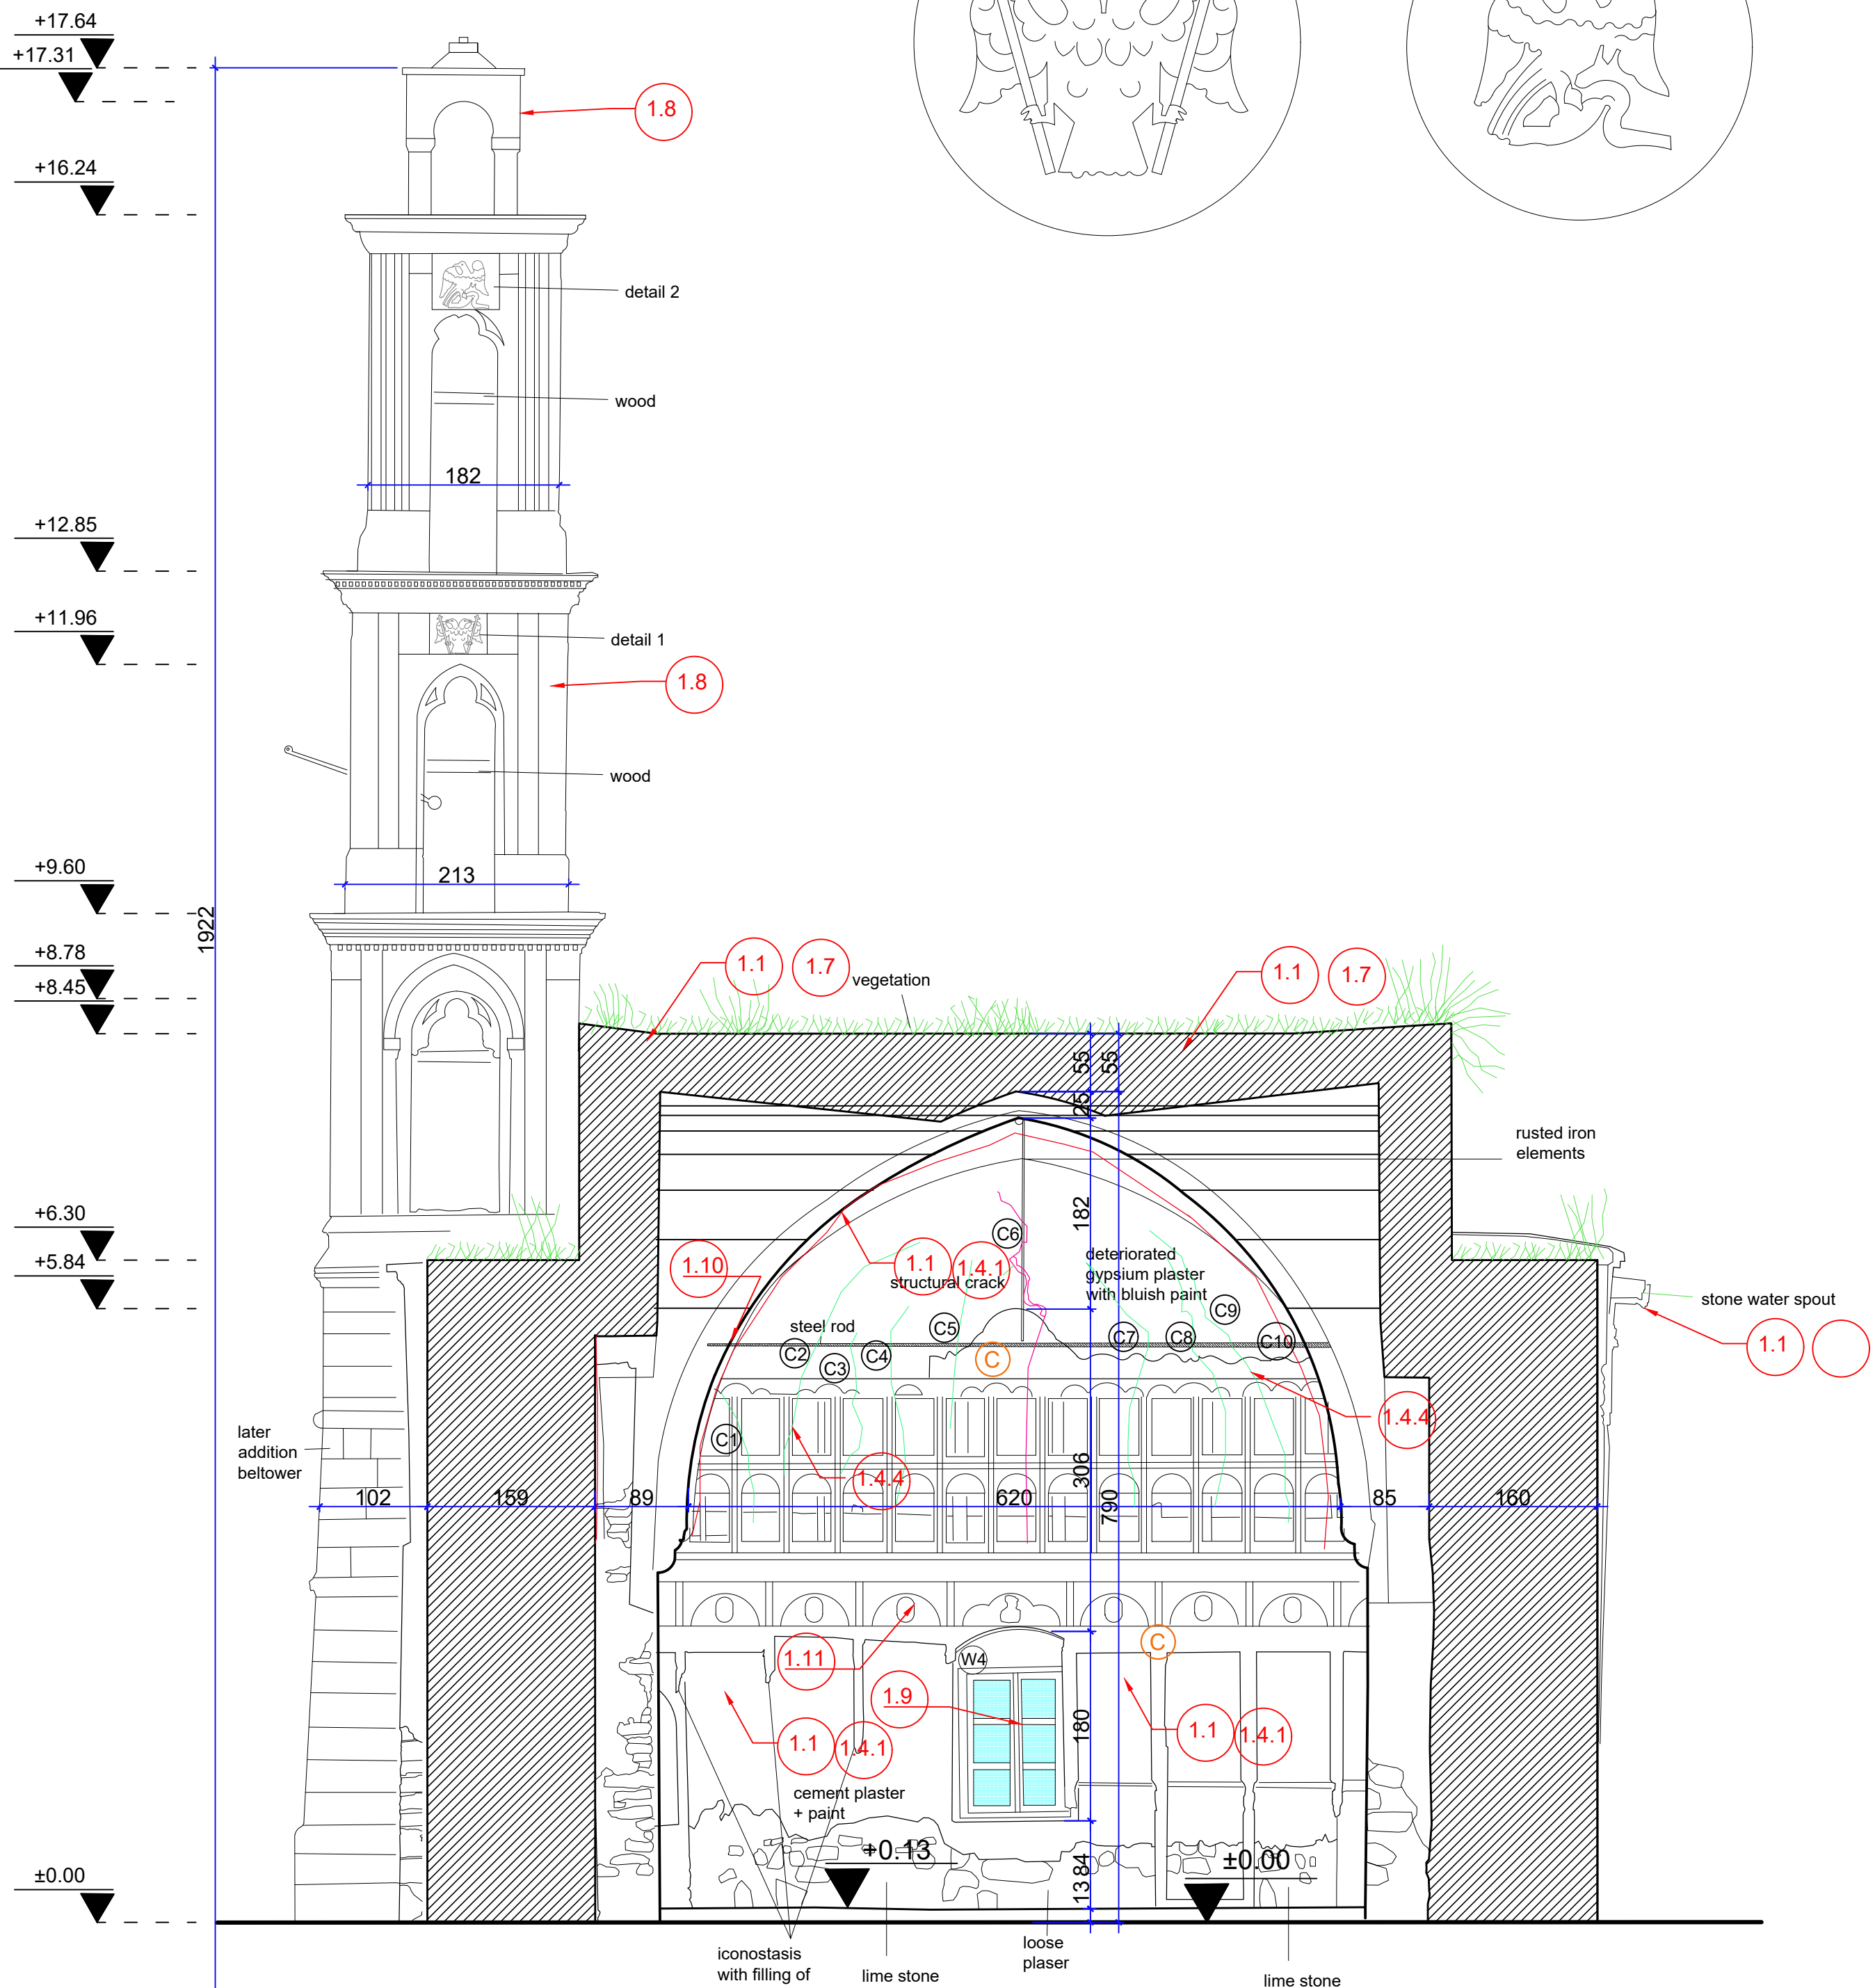 +17.64
+17.31
1.8
+16.24
detail 2
wood
182
+12.85
+11.96
detail 1
1.8
wood
+9.60
213
1922
+8.78
+8.45
1.1
1.7
vegetation
1.1
1.7
55
55
25
rusted iron
elements
+6.30
+5.84
182
C6
1.10
1.1
1.4.1
structural crack
deteriorated
gypsium plaster
with bluish paint
stone water spout
1.1
steel rod
C2
C3
C4
C5
C
C7
C8
C9
C10
1.4.4
later
addition
beltower
C1
1.4.4
306
790
102
159
89
620
85
160
1.11
C
W4
1.9
180
1.1
1.4.1
1.1
1.4.1
cement plaster
+ paint
+0.13
±0.00
±0.00
84
13
iconostasis
with filling of
lime stone
loose
plaser
lime stone